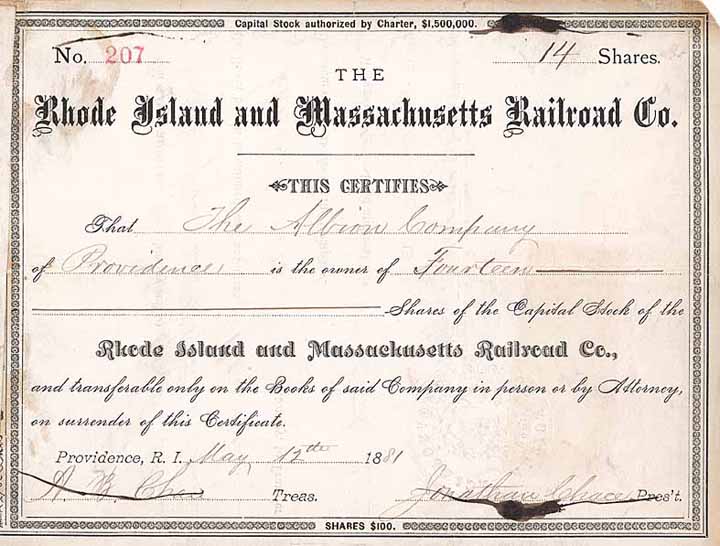 Capital Stock authorized by Charter, $1,500,000.
No. 207 14 Shares.
THE
Rhode Island and Massachusetts Railroad Co.
THIS CERTIFIES
That The Albion Company
of Providence, is the owner of Fourteen
Shares of the Capital Stock of the
Rhode Island and Massachusetts Railroad Co.,
and transferable only on the Books of said Company in person or by Attorney,
on surrender of this Certificate.
Providence, R. I. May 12th 1881
Treas. Jonathan Chace Pres't.
SHARES $100.